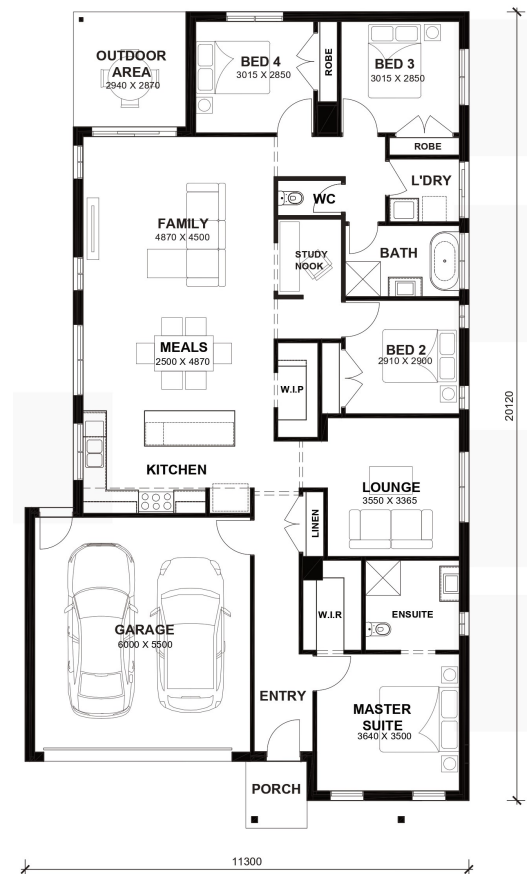 OUTDOOR
AREA
2940 X 2870
BED 4
3015 X 2850
ROBE
BED 3
3015 X 2850
ROBE
L'DRY
WC
FAMILY
4870 X 4500
STUDY
NOOK
BATH
MEALS
2500 X 4870
BED 2
2910 X 2900
W.I.P
20120
KITCHEN
LOUNGE
3550 X 3365
LINEN
GARAGE
6000 X 5500
W.I.R
ENSUITE
ENTRY
MASTER
SUITE
3640 X 3500
PORCH
11300